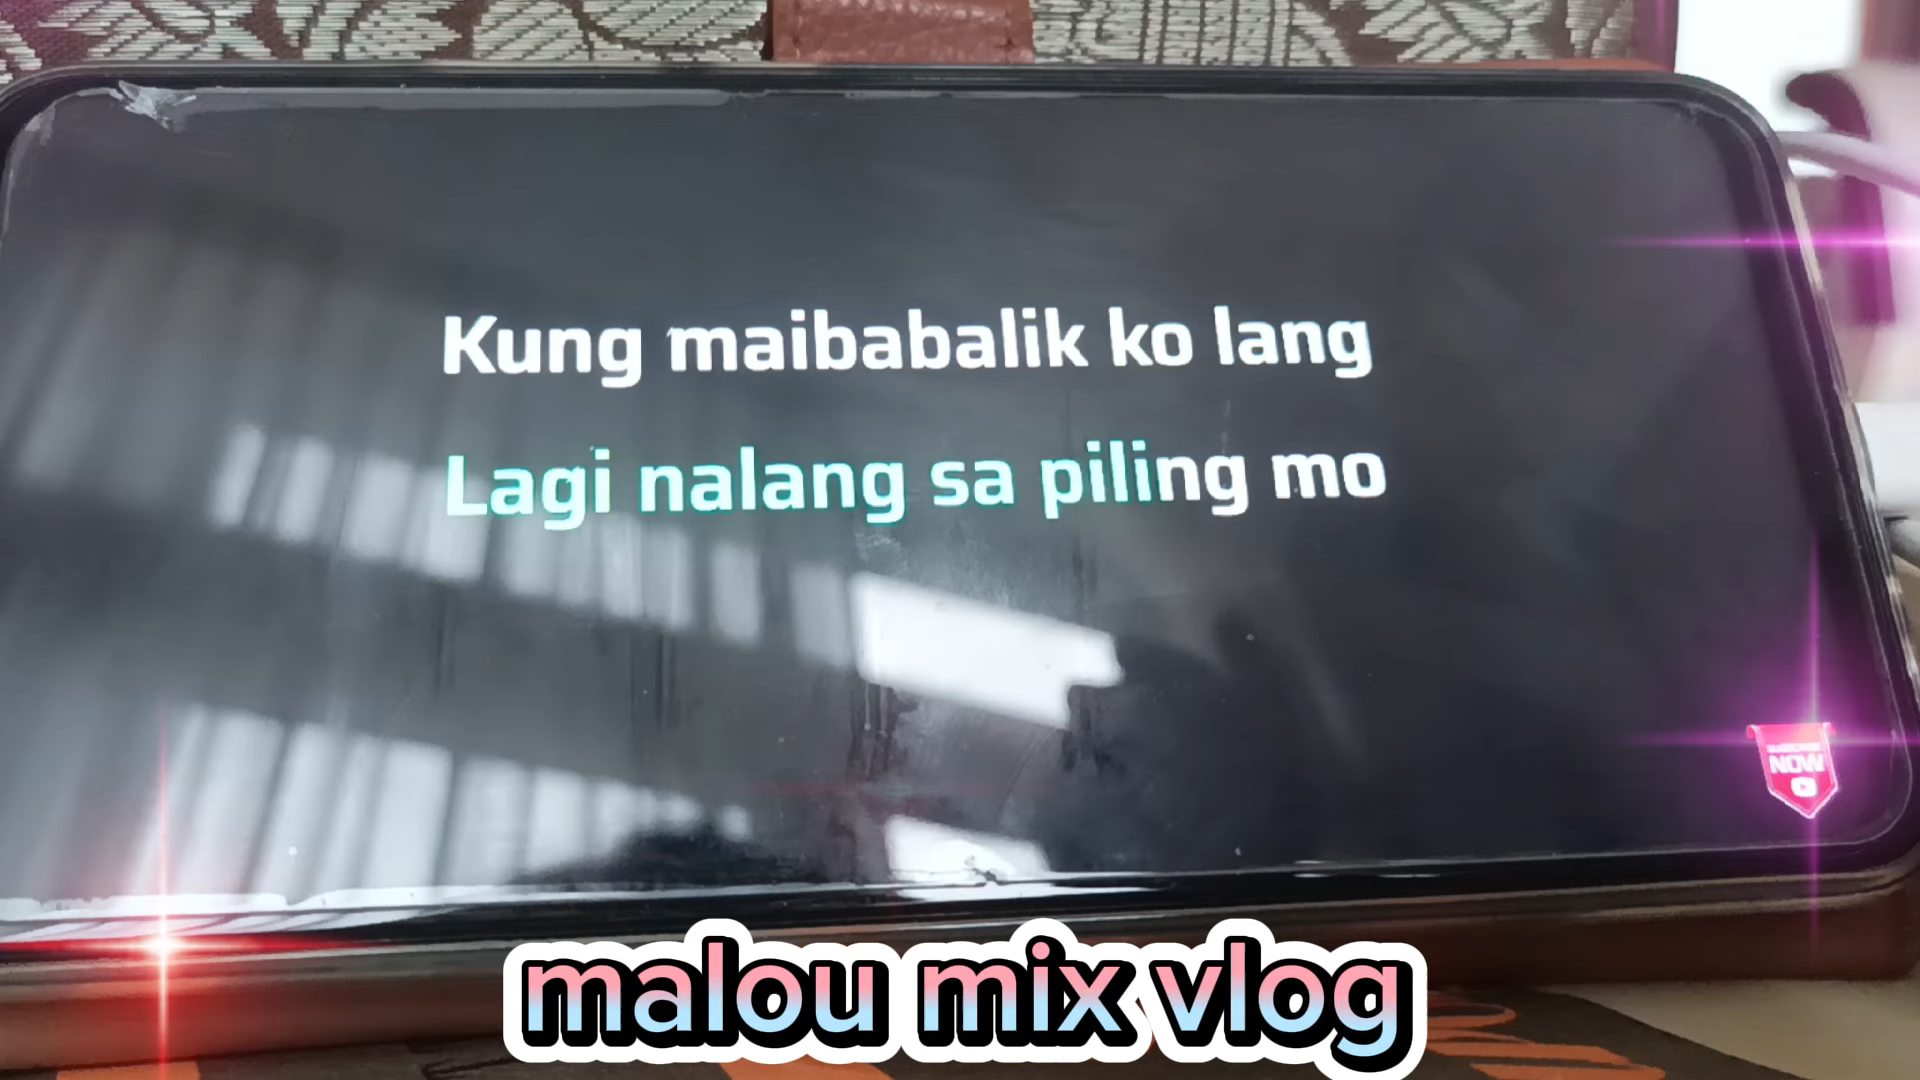 Kung maibabalik ko lang
Lagi nalang sa piling mo
NOW
malou mix vlog